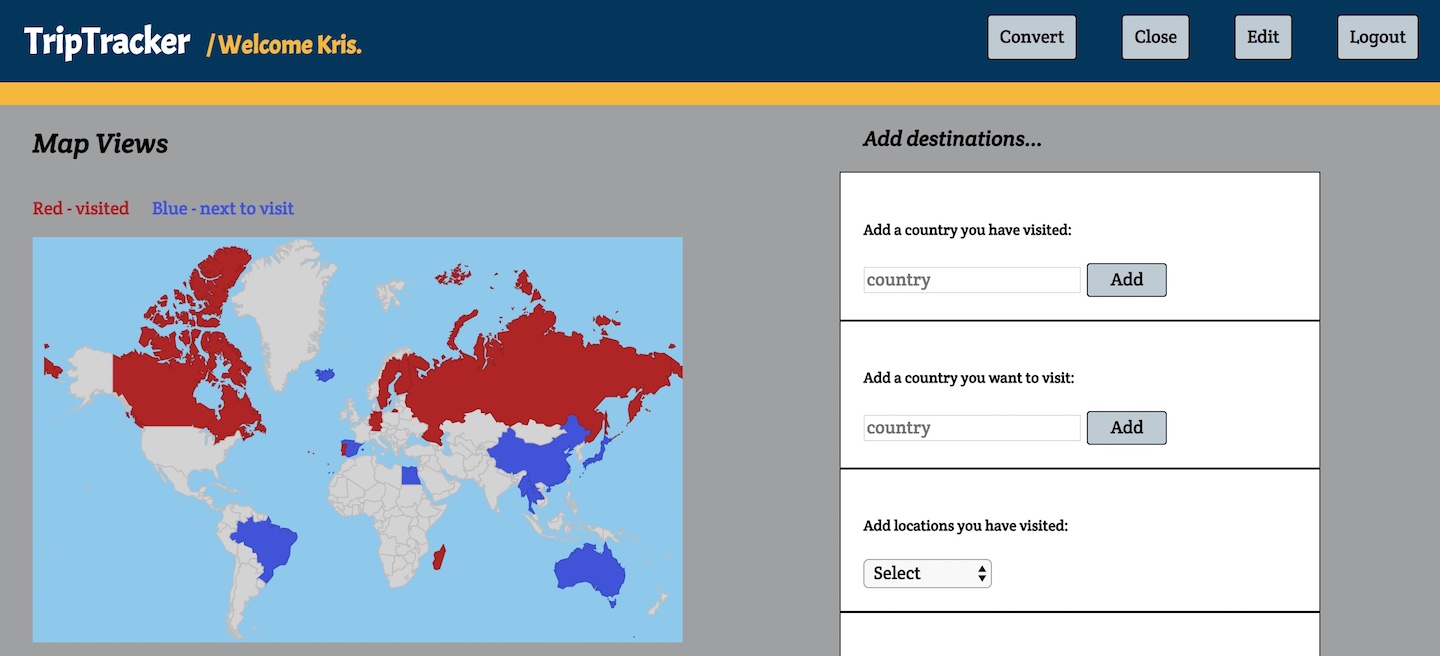 TripTracker / Welcome Kris.
Convert Close Edit Logout
Map Views
Add destinations...
Red - visited Blue - next to visit
Add a country you have visited:
country Add
Add a country you want to visit:
country Add
Add locations you have visited:
Select